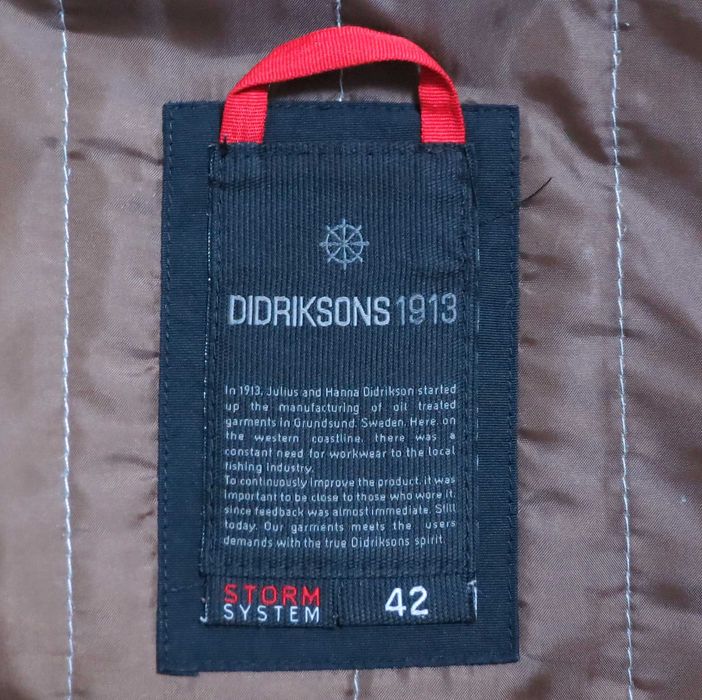 DIDRIKSONS 1913
In 1913, Julius and Hanna Didrikson started
up the manufacturing of oil treated
garments in Grundsund, Sweden. Here, on
the western coastline, there was a
constant need for workwear to the local
fishing industry.
To continuously improve the product, it was
important to be close to those who wore it,
since feedback was almost immediate. Still
today. Our garments meets the users
demands with the true Didriksons spirit.
STORM
SYSTEM
42